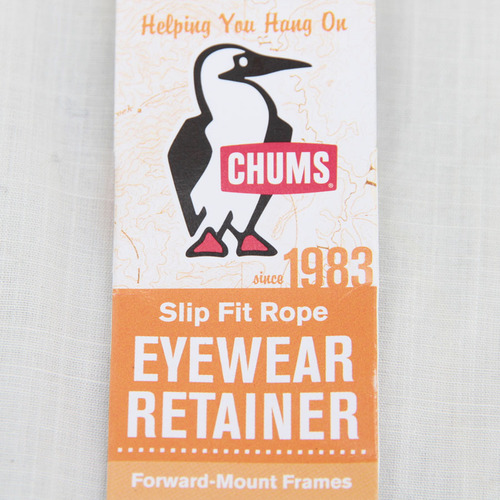 Helping You Hang On
CHUMS®
since 1983
Slip Fit Rope
EYEWEAR
RETAINER
Forward-Mount Frames